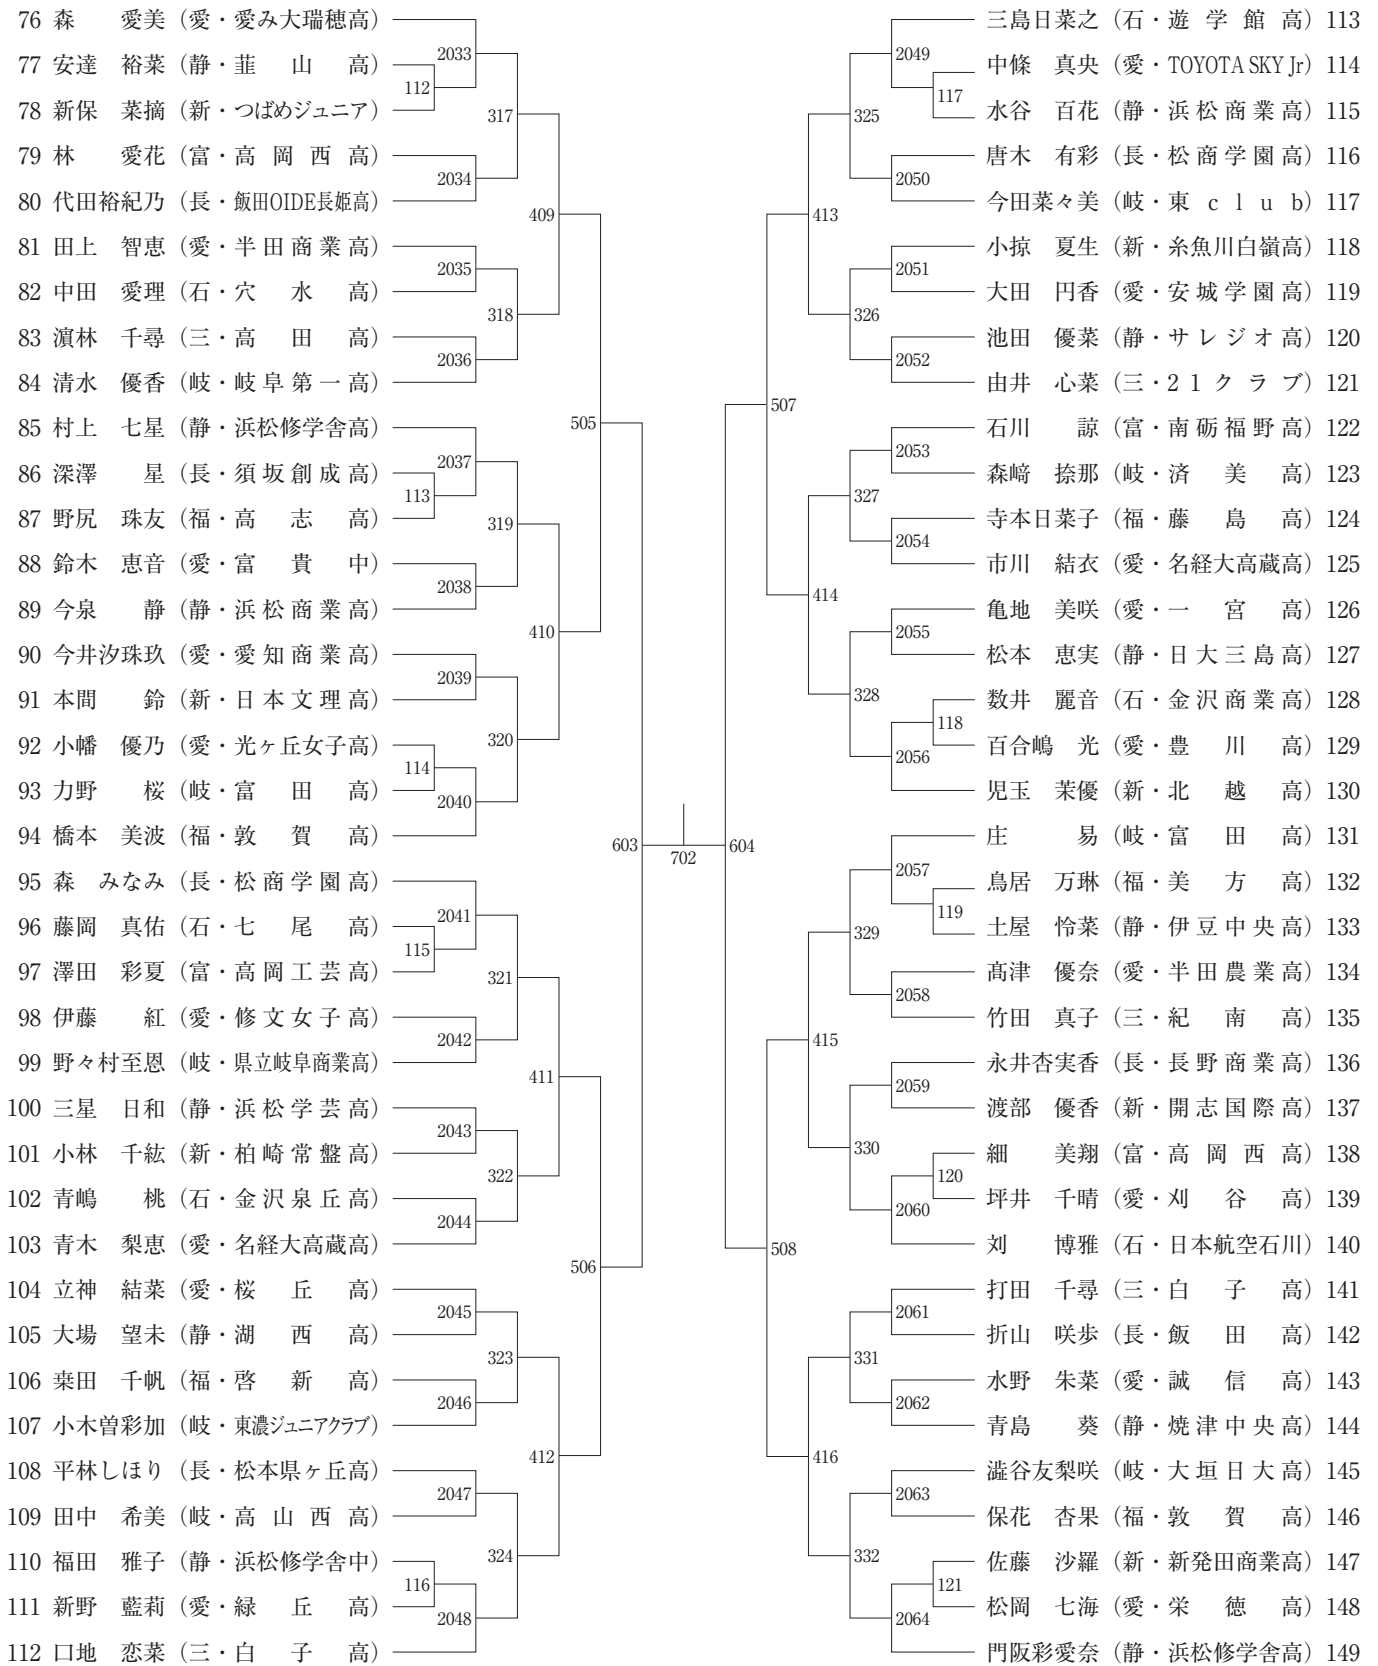 76 森　愛美（愛・愛み大瑞穂高）
77 安達　裕菜（静・韮山高）
78 新保　菜摘（新・つばめジュニア）
79 林　愛花（富・高岡西高）
80 代田裕紀乃（長・飯田OIDE長姫高）
81 田上　智恵（愛・半田商業高）
82 中田　愛理（石・穴水高）
83 濵林　千尋（三・高田高）
84 清水　優香（岐・岐阜第一高）
85 村上　七星（静・浜松修学舎高）
86 深澤　星（長・須坂創成高）
87 野尻　珠友（福・高志高）
88 鈴木　恵音（愛・富貴中）
89 今泉　静（静・浜松商業高）
90 今井汐珠玖（愛・愛知商業高）
91 本間　鈴（新・日本文理高）
92 小幡　優乃（愛・光ヶ丘女子高）
93 力野　桜（岐・富田高）
94 橋本　美波（福・敦賀高）
95 森　みなみ（長・松商学園高）
96 藤岡　真佑（石・七尾高）
97 澤田　彩夏（富・高岡工芸高）
98 伊藤　紅（愛・修文女子高）
99 野々村至恩（岐・県立岐阜商業高）
100 三星　日和（静・浜松学芸高）
101 小林　千紘（新・柏崎常盤高）
102 青嶋　桃（石・金沢泉丘高）
103 青木　梨恵（愛・名経大高蔵高）
104 立神　結菜（愛・桜丘高）
105 大場　望未（静・湖西高）
106 桒田　千帆（福・啓新高）
107 小木曽彩加（岐・東濃ジュニアクラブ）
108 平林しほり（長・松本県ヶ丘高）
109 田中　希美（岐・高山西高）
110 福田　雅子（静・浜松修学舎中）
111 新野　藍莉（愛・緑丘高）
112 口地　恋菜（三・白子高）
2033
112
317
2034
409
2035
318
2036
505
2037
113
319
2038
410
2039
320
114
2040
603
2041
115
321
2042
411
2043
322
2044
506
2045
323
2046
412
2047
324
116
2048
702
604
2049
117
325
2050
413
2051
326
2052
507
2053
327
2054
414
2055
328
118
2056
2057
119
329
2058
415
2059
330
120
2060
508
2061
331
2062
416
2063
332
121
2064
三島日菜之（石・遊学館高）113
中條　真央（愛・TOYOTA SKY Jr）114
水谷　百花（静・浜松商業高）115
唐木　有彩（長・松商学園高）116
今田菜々美（岐・東club）117
小掠　夏生（新・糸魚川白嶺高）118
大田　円香（愛・安城学園高）119
池田　優菜（静・サレジオ高）120
由井　心菜（三・21クラブ）121
石川　諒（富・南砺福野高）122
森﨑　捺那（岐・済美高）123
寺本日菜子（福・藤島高）124
市川　結衣（愛・名経大高蔵高）125
亀地　美咲（愛・一宮高）126
松本　恵実（静・日大三島高）127
数井　麗音（石・金沢商業高）128
百合嶋　光（愛・豊川高）129
児玉　茉優（新・北越高）130
庄　易（岐・富田高）131
鳥居　万琳（福・美方高）132
土屋　怜菜（静・伊豆中央高）133
髙津　優奈（愛・半田農業高）134
竹田　真子（三・紀南高）135
永井杏実香（長・長野商業高）136
渡部　優香（新・開志国際高）137
細　美翔（富・高岡西高）138
坪井　千晴（愛・刈谷高）139
刘　博雅（石・日本航空石川）140
打田　千尋（三・白子高）141
折山　咲歩（長・飯田高）142
水野　朱菜（愛・誠信高）143
青島　葵（静・焼津中央高）144
澁谷友梨咲（岐・大垣日大高）145
保花　杏果（福・敦賀高）146
佐藤　沙羅（新・新発田商業高）147
松岡　七海（愛・栄徳高）148
門阪彩愛奈（静・浜松修学舎高）149